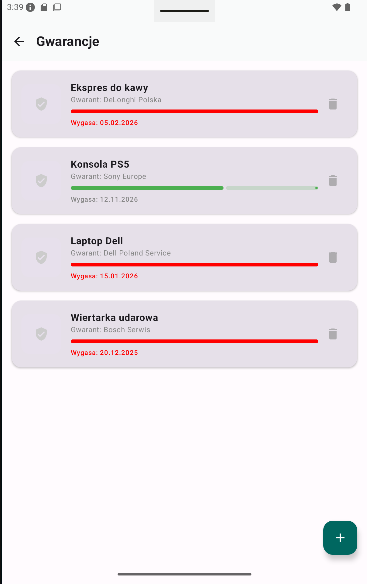 3:39
Gwarancje
Ekspres do kawy
Gwarant: DeLonghi Polska
Wygasa: 05.02.2026
Konsola PS5
Gwarant: Sony Europe
Wygasa: 12.11.2026
Laptop Dell
Gwarant: Dell Poland Service
Wygasa: 15.01.2026
Wiertarka udarowa
Gwarant: Bosch Serwis
Wygasa: 20.12.2025